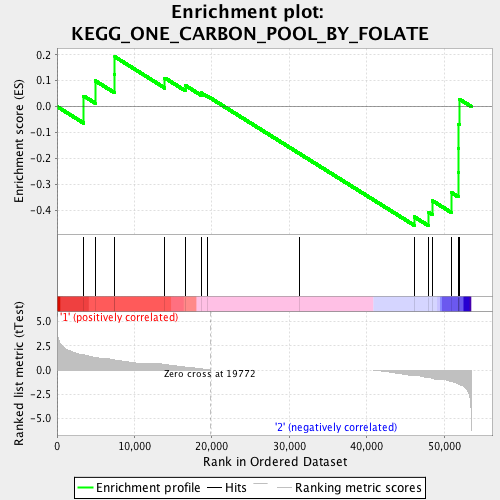 Enrichment plot:
KEGG_ONE_CARBON_POOL_BY_FOLATE
Enrichment score (ES)
0.2
0.1
0.0
-0.1
-0.2
-0.3
-0.4
'1' (positively correlated)
Ranked list metric (tTest)
5.0
2.5
0.0
-2.5
-5.0
Zero cross at 19772
'2' (negatively correlated)
0 10,000 20,000 30,000 40,000 50,000
Rank in Ordered Dataset
Enrichment profile Hits Ranking metric scores